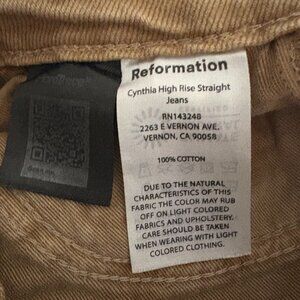 Reformation
Cynthia High Rise Straight
Jeans
RN143248
2263 E VERNON AVE,
VERNON, CA 90058
100% COTTON
DUE TO THE NATURAL
CHARACTERISTICS OF THIS
FABRIC THE COLOR MAY RUB
OFF ON LIGHT COLORED
FABRICS AND UPHOLSTERY.
CARE SHOULD BE TAKEN
WHEN WEARING WITH LIGHT
COLORED CLOTHING.